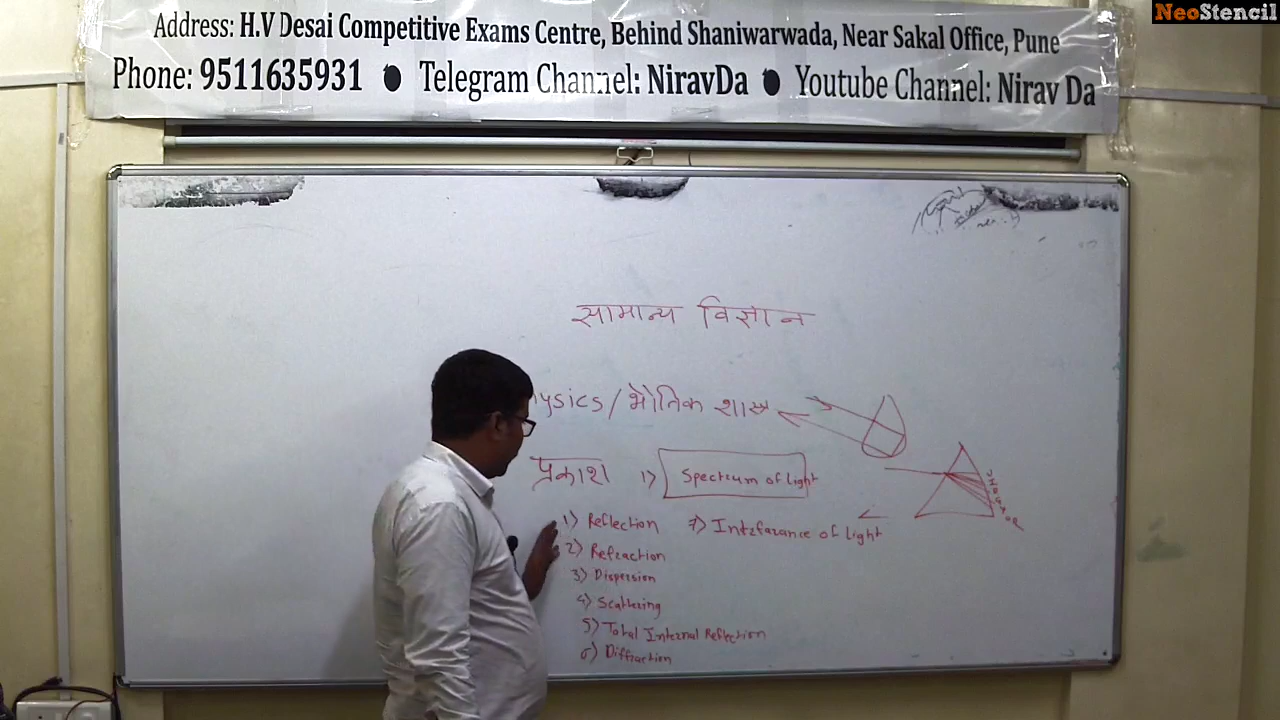 NeoStencil
Address: H.V Desai Competitive Exams Centre, Behind Shaniwarwada, Near Sakal Office, Pune
Phone: 9511635931 ● Telegram Channel: NiravDa ● Youtube Channel: Nirav Da
सामान्य विज्ञान
ysics / भौतिक शास्त्र
प्रकाश 1) Spectrum of light
1) Reflection 7) Intzfarance of light
2) Refraction
3) Dispersion
4) Scattering
5) Total Internal Reflection
6) Diffraction